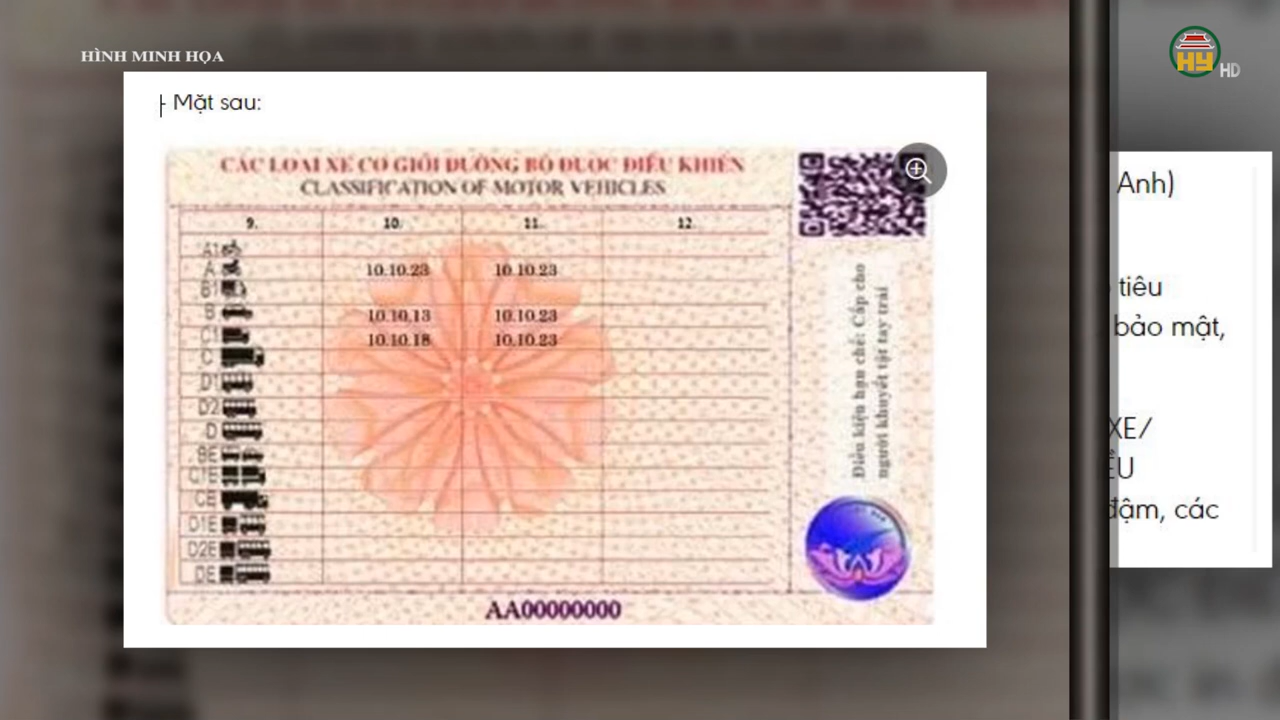 HÌNH MINH HỌA
HY HD
- Mặt sau:
CÁC LOẠI XE CƠ GIỚI ĐƯỜNG BỘ ĐƯỢC ĐIỀU KHIỂN
CLASSIFICATION OF MOTOR VEHICLES
9. 10. 11. 12
A1
A 10.10.23 10.10.23
B1
B 10.10.13 10.10.23
C1 10.10.18 10.10.23
C
D1
D2
D
BE
C1E
CE
D1E
D2E
DE
AA00000000
Điều kiện hạn chế: Cấp cho
người khuyết tật tay trái
Anh)
tiêu
bảo mật,
XE/
ỀU
đậm, các